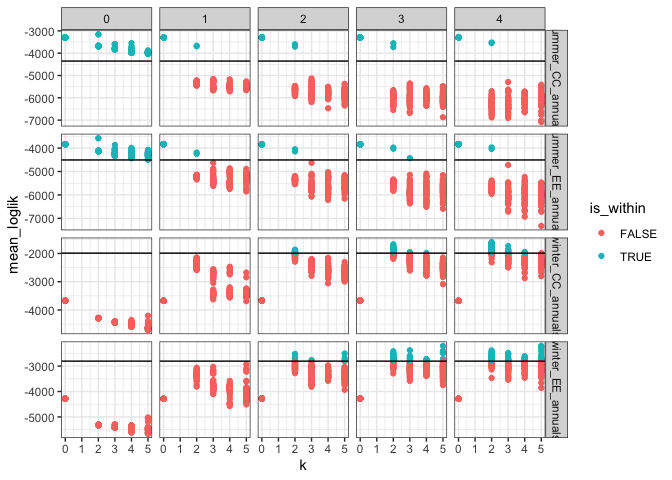 0 1 2 3 4
-3000
-4000
-5000
-6000
-7000
ummer_CC_annua
-4000
-5000
-6000
-7000
ummer_EE_annua
-2000
-3000
-4000
winter_CC_annuals
-3000
-4000
-5000
winter_EE_annuals
mean_loglik
0 1 2 3 4 5 0 1 2 3 4 5 0 1 2 3 4 5 0 1 2 3 4 5 0 1 2 3 4 5
k
is_within
FALSE
TRUE